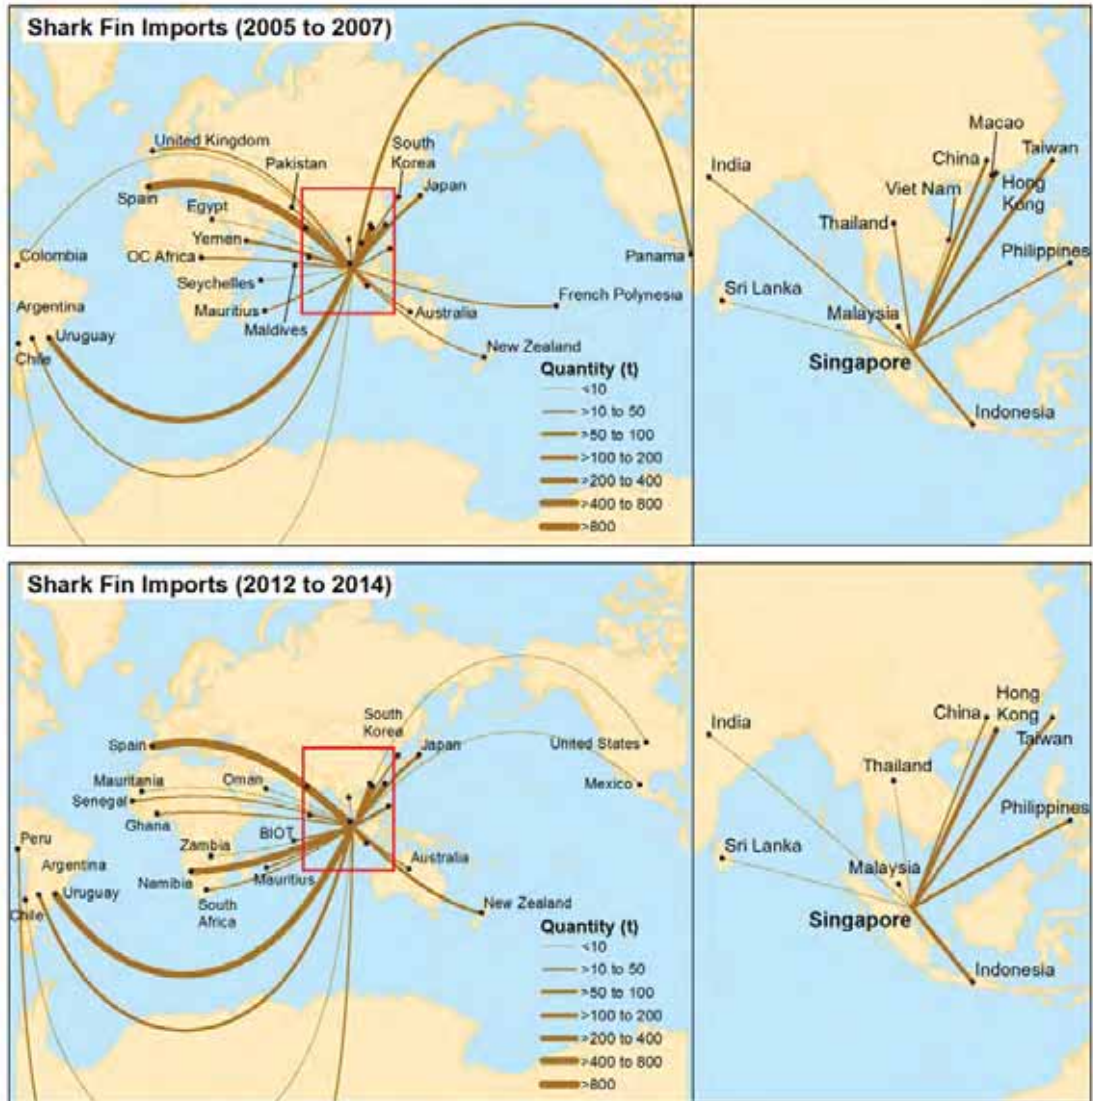 Shark Fin Imports (2005 to 2007)
United Kingdom
Pakistan
South
Korea
Japan
Spain
Egypt
Yemen
OC Africa
Colombia
Seychelles
Argentina
Mauritius
Maldives
Uruguay
Chile
Australia
New Zealand
French Polynesia
Panama
Quantity (t)
<10
>10 to 50
>50 to 100
>100 to 200
>200 to 400
>400 to 800
>800
Macao
India
China
Taiwan
Viet Nam
Hong
Kong
Thailand
Philippines
Sri Lanka
Malaysia
Singapore
Indonesia
Shark Fin Imports (2012 to 2014)
South
Korea
Spain
Japan
United States
Mauritania
Oman
Mexico
Senegal
Ghana
BIOT
Peru
Zambia
Argentina
Australia
Namibia
Mauritius
Uruguay
South
Africa
Chile
New Zealand
Quantity (t)
<10
>10 to 50
>50 to 100
>100 to 200
>200 to 400
>400 to 800
>800
India
China
Hong
Kong
Taiwan
Thailand
Philippines
Sri Lanka
Malaysia
Singapore
Indonesia